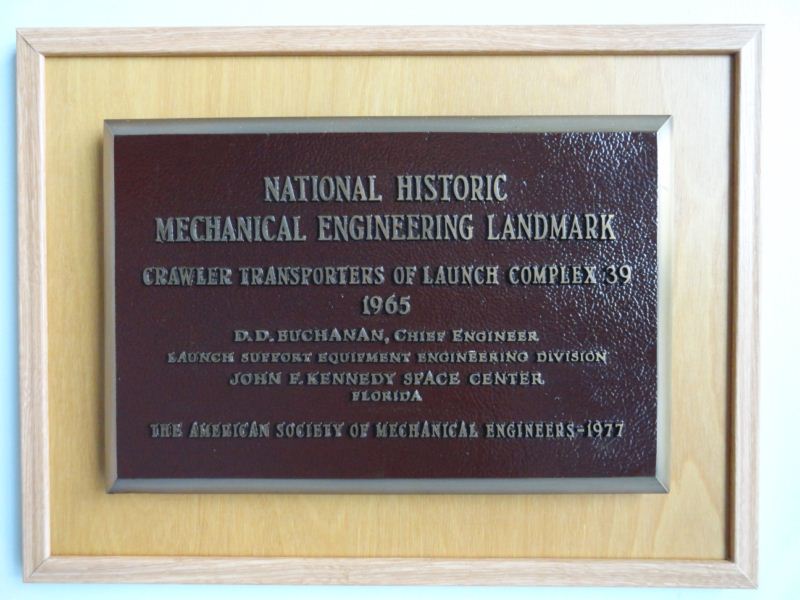 NATIONAL HISTORIC
MECHANICAL ENGINEERING LANDMARK
CRAWLER TRANSPORTERS OF LAUNCH COMPLEX 39
1965
D.D. BUCHANAN, CHIEF ENGINEER
LAUNCH SUPPORT EQUIPMENT ENGINEERING DIVISION
JOHN F. KENNEDY SPACE CENTER
FLORIDA
THE AMERICAN SOCIETY OF MECHANICAL ENGINEERS-1977